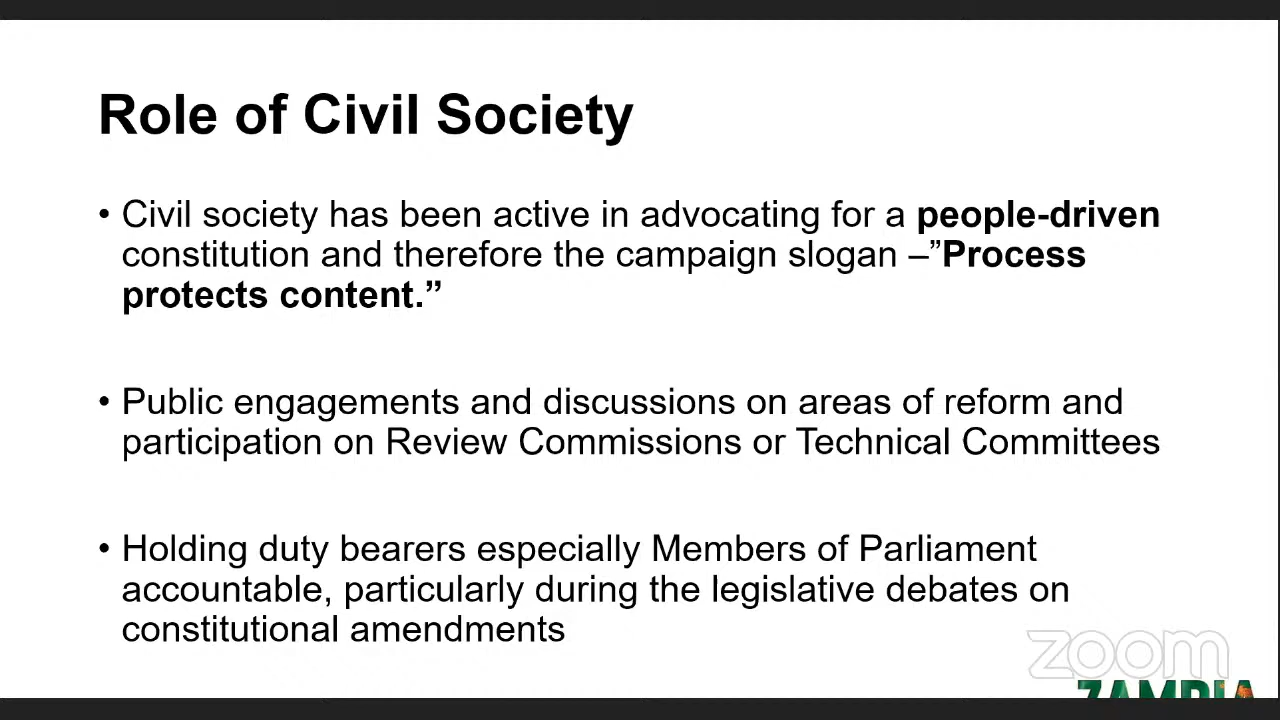 Role of Civil Society
• Civil society has been active in advocating for a people-driven
constitution and therefore the campaign slogan –”Process
protects content.”
• Public engagements and discussions on areas of reform and
participation on Review Commissions or Technical Committees
• Holding duty bearers especially Members of Parliament
accountable, particularly during the legislative debates on
constitutional amendments
zoom
ZAMBIA